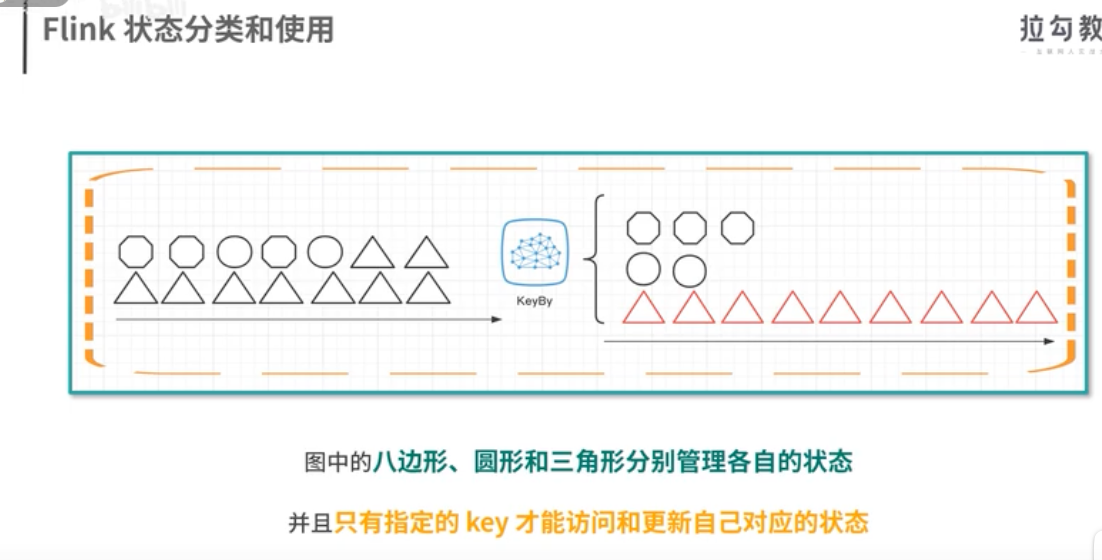 Flink 状态分类和使用
拉勾教
KeyBy
图中的八边形、圆形和三角形分别管理各自的状态
并且只有指定的 key 才能访问和更新自己对应的状态